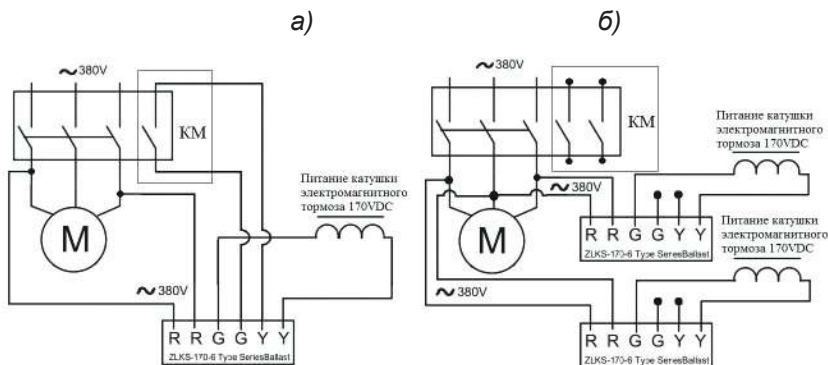 а)
~380V
КМ
Питание катушки
электромагнитного
тормоза 170VDC
М
~380V
R R G G Y Y
ZLKS-170-6 Type SeriesBallast
б)
~380V
КМ
Питание катушки
электромагнитного
тормоза 170VDC
~380V
М
R R G G Y Y
ZLKS-170-6 Type SeriesBallast
Питание катушки
электромагнитного
тормоза 170VDC
~380V
R R G G Y Y
ZLKS-170-6 Type SeriesBallast